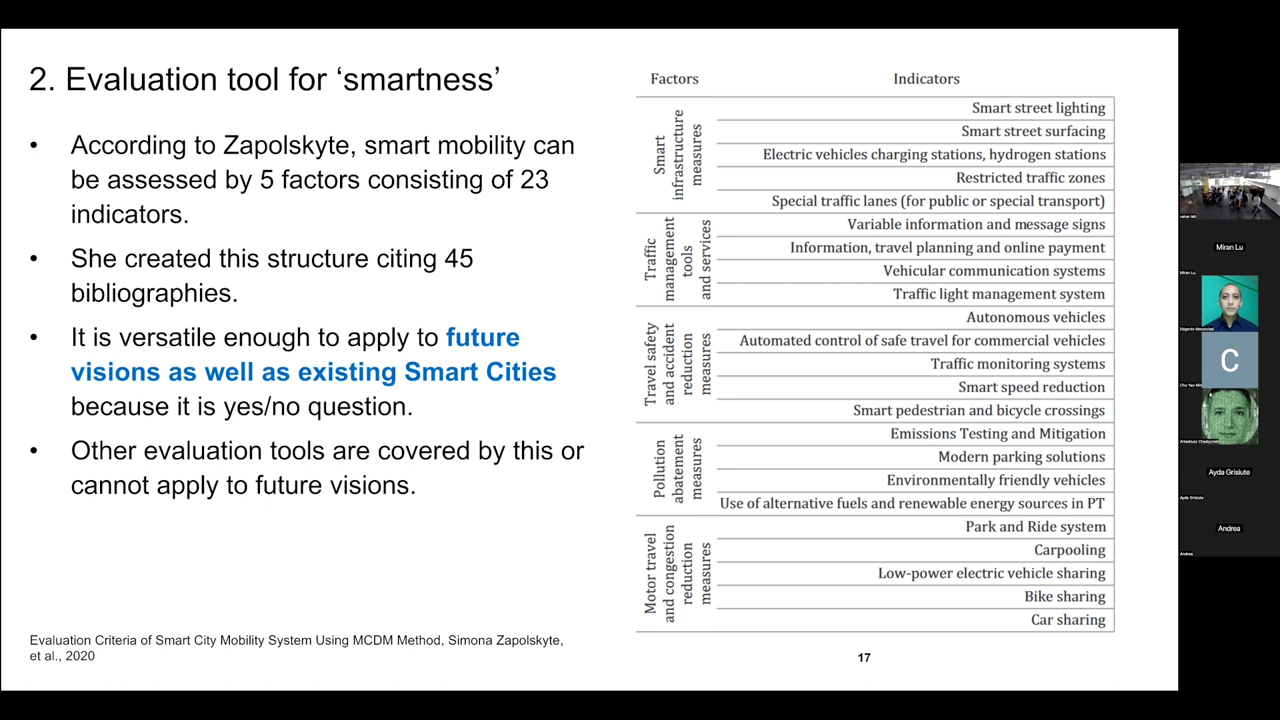 2. Evaluation tool for ‘smartness’
• According to Zapolskyte, smart mobility can
be assessed by 5 factors consisting of 23
indicators.
• She created this structure citing 45
bibliographies.
• It is versatile enough to apply to future
visions as well as existing Smart Cities
because it is yes/no question.
• Other evaluation tools are covered by this or
cannot apply to future visions.
Evaluation Criteria of Smart City Mobility System Using MCDM Method, Simona Zapolskyte,
et al., 2020
Factors
Indicators
Smart
infrastructure
measures
Smart street lighting
Smart street surfacing
Electric vehicles charging stations, hydrogen stations
Restricted traffic zones
Special traffic lanes (for public or special transport)
Traffic
management
tools
and services
Variable information and message signs
Information, travel planning and online payment
Vehicular communication systems
Traffic light management system
Travel safety
and accident
reduction
measures
Autonomous vehicles
Automated control of safe travel for commercial vehicles
Traffic monitoring systems
Smart speed reduction
Smart pedestrian and bicycle crossings
Pollution
abatement
measures
Emissions Testing and Mitigation
Modern parking solutions
Environmentally friendly vehicles
Use of alternative fuels and renewable energy sources in PT
Motor travel
and congestion
reduction
measures
Park and Ride system
Carpooling
Low-power electric vehicle sharing
Bike sharing
Car sharing
17
Miran Lu
Miran Lu
C
Ayda Grisiute
Ayda Grisiute
Andrea
Andrea